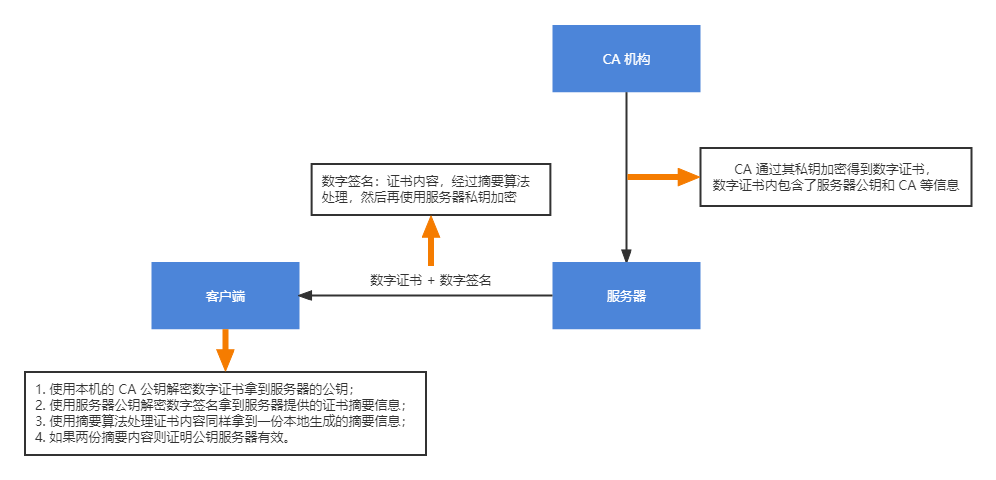 CA 机构
CA 通过其私钥加密得到数字证书，
数字证书内包含了服务器公钥和 CA 等信息
数字签名：证书内容，经过摘要算法
处理，然后再使用服务器私钥加密
数字证书 + 数字签名
客户端
服务器
1. 使用本机的 CA 公钥解密数字证书拿到服务器的公钥；
2. 使用服务器公钥解密数字签名拿到服务器提供的证书摘要信息；
3. 使用摘要算法处理证书内容同样拿到一份本地生成的摘要信息；
4. 如果两份摘要内容则证明公钥服务器有效。